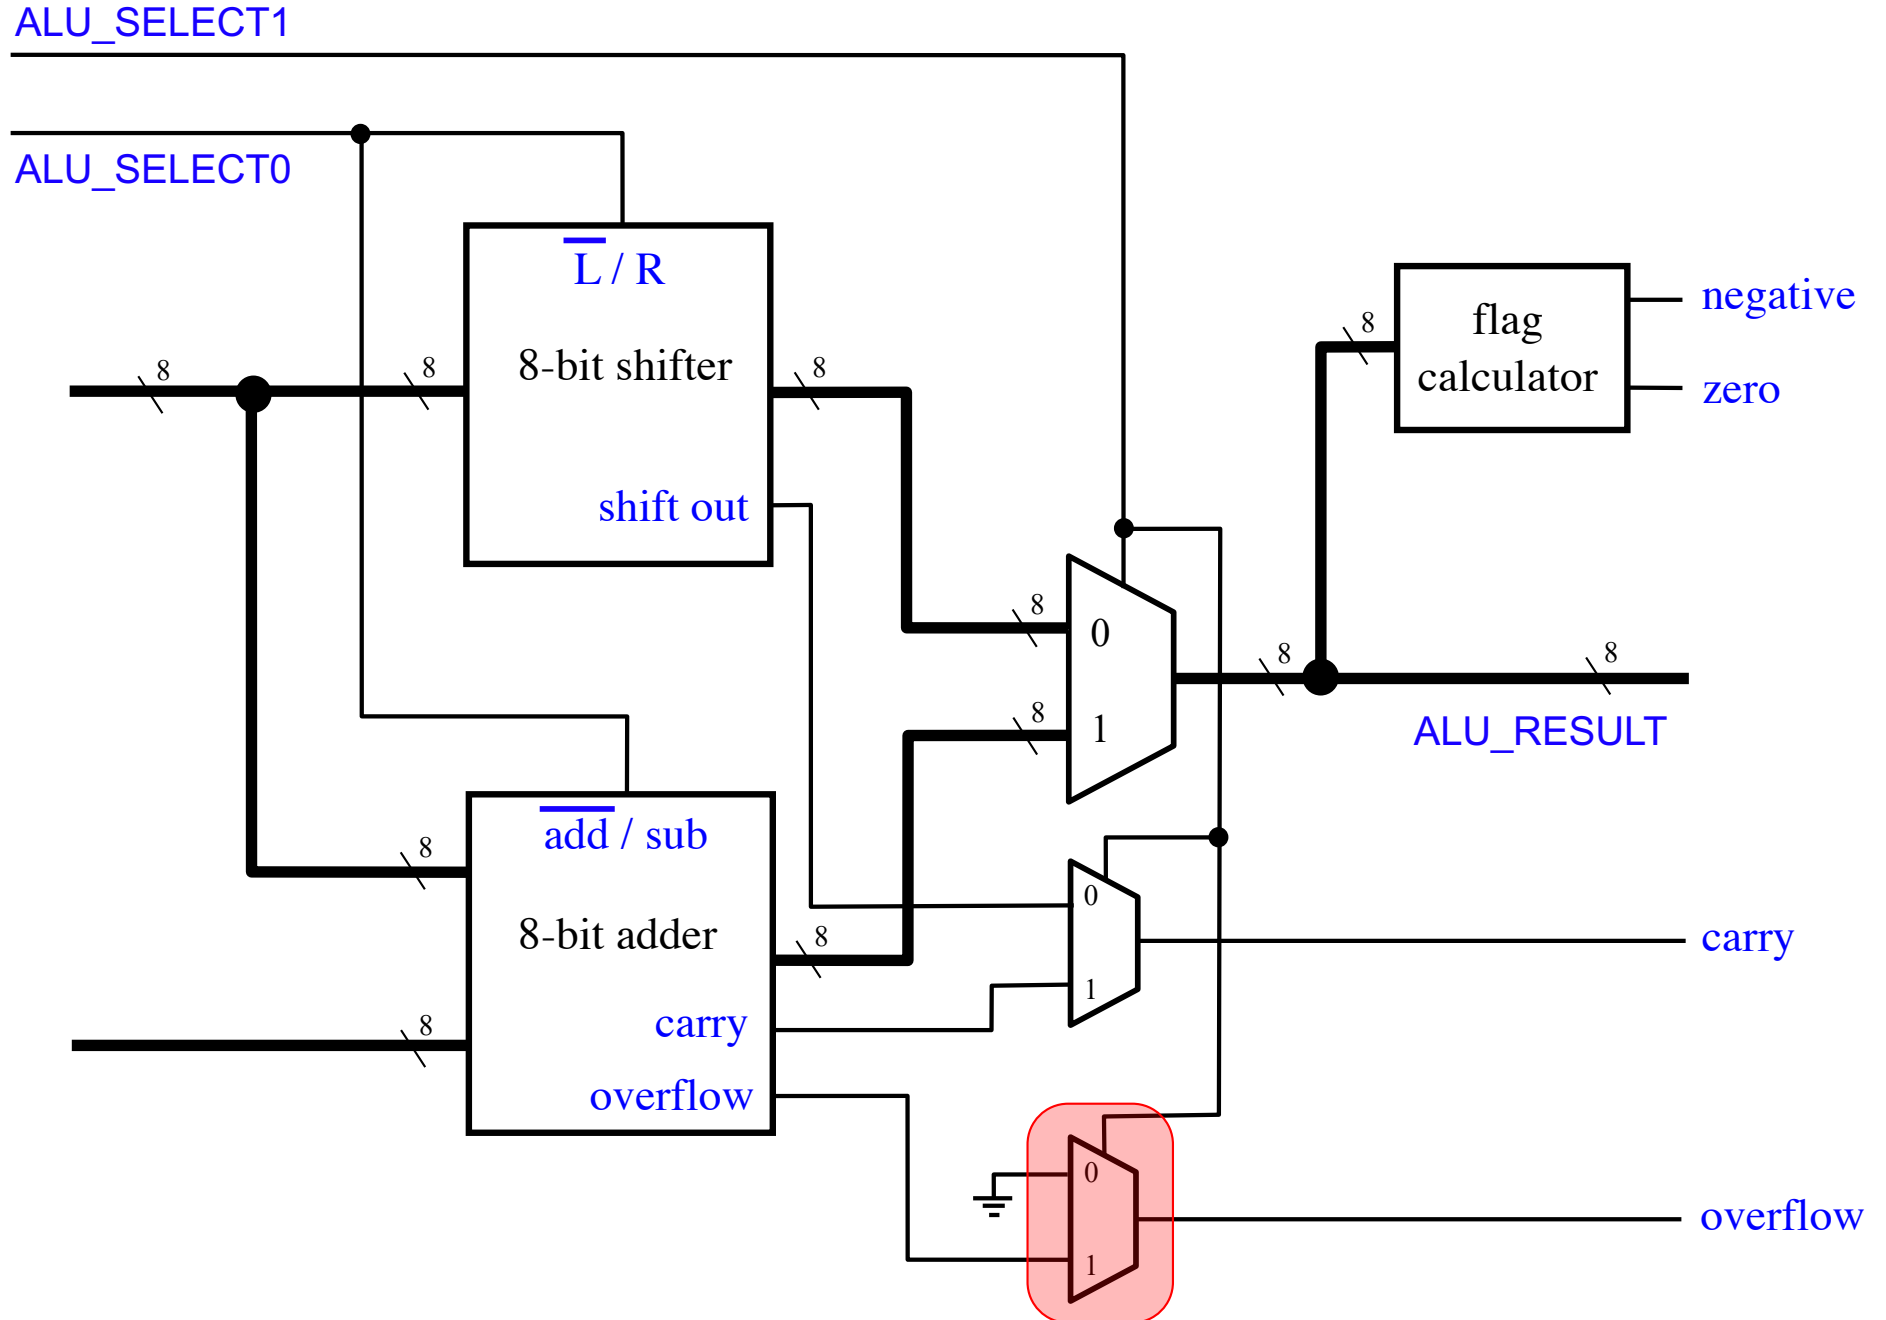 ALU_SELECT1
ALU_SELECT0
L / R
8-bit shifter
shift out
8
8
8
8
8
8
8
8
8
8
8
flag
calculator
negative
zero
0
1
ALU_RESULT
add / sub
8-bit adder
carry
overflow
0
1
carry
0
1
overflow